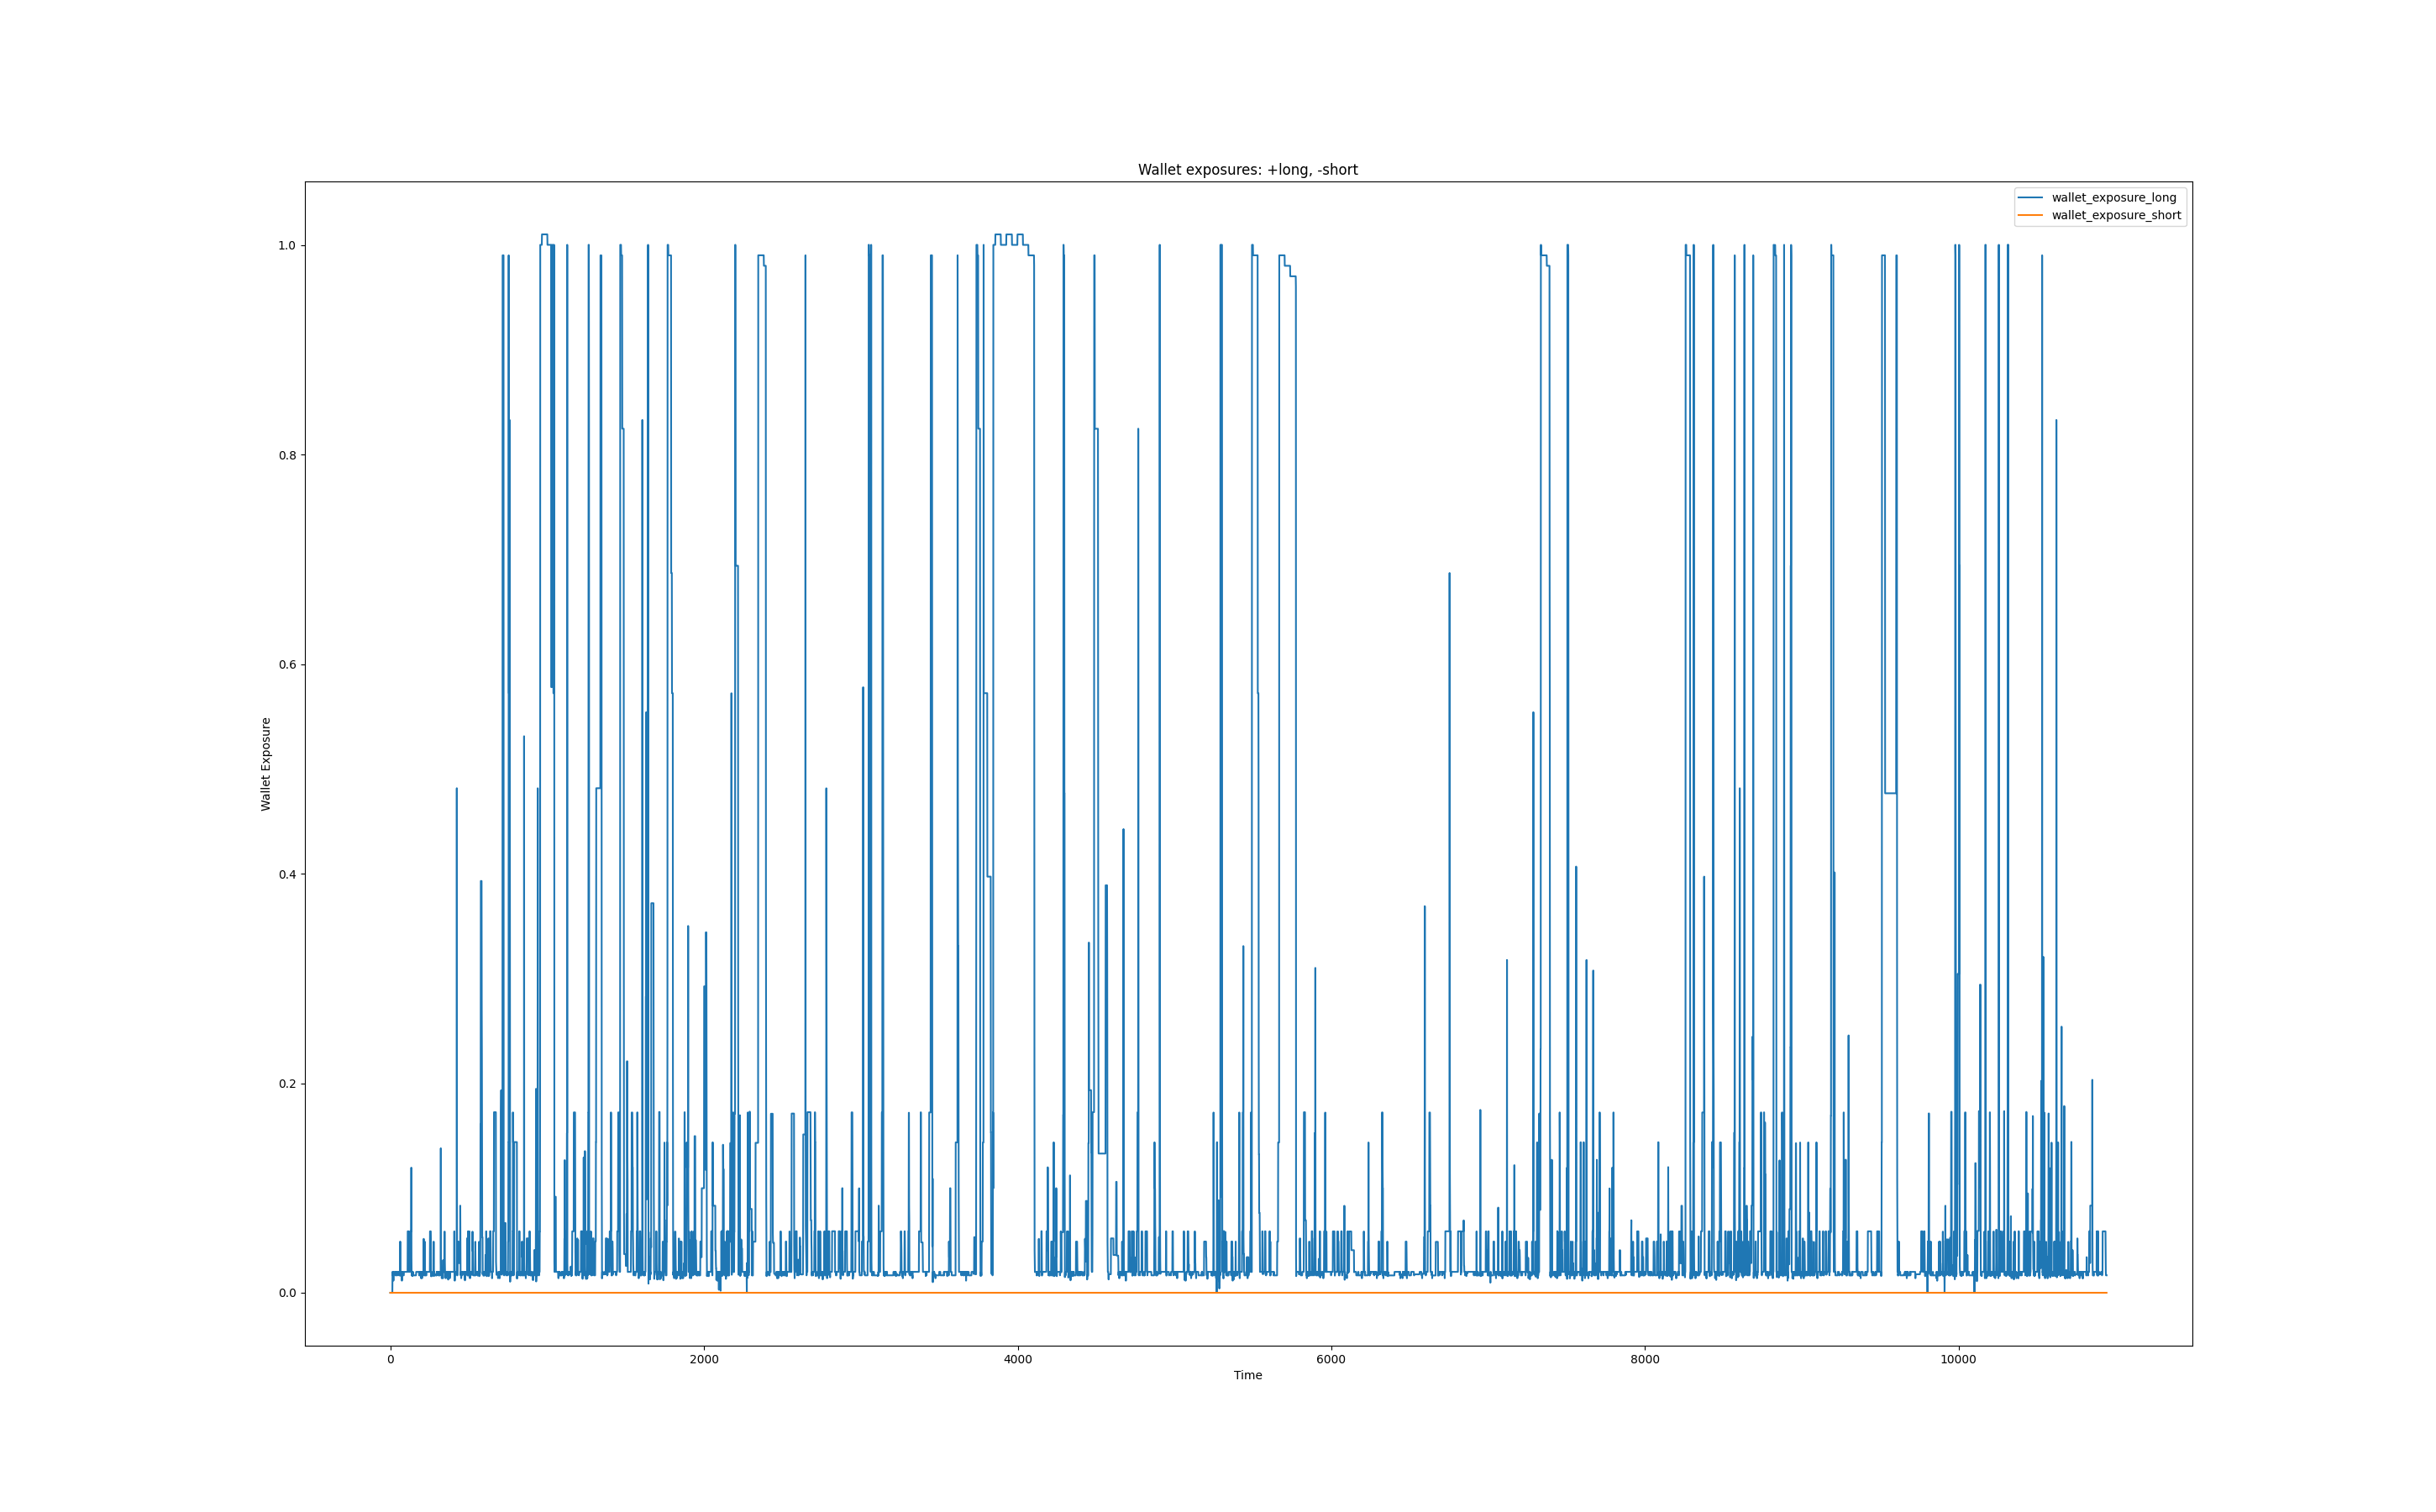 Wallet exposures: +long, -short
wallet_exposure_long
wallet_exposure_short
1.0
0.8
0.6
0.4
0.2
0.0
Wallet Exposure
0 2000 4000 6000 8000 10000
Time